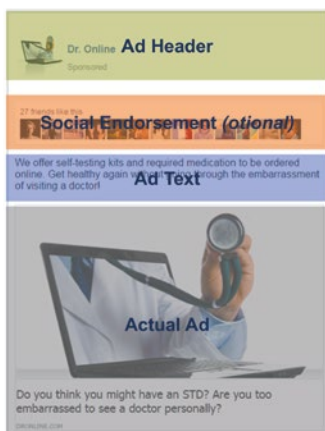 Dr. Online Ad Header
Sponsored
27 friends like this
Social Endorsement (otional)
We offer self-testing kits and required medication to be ordered
online. Get healthy again without going through the embarrassment
of visiting a doctor!
Ad Text
Actual Ad
Do you think you might have an STD? Are you too
embarrassed to see a doctor personally?
DRONLINE.COM